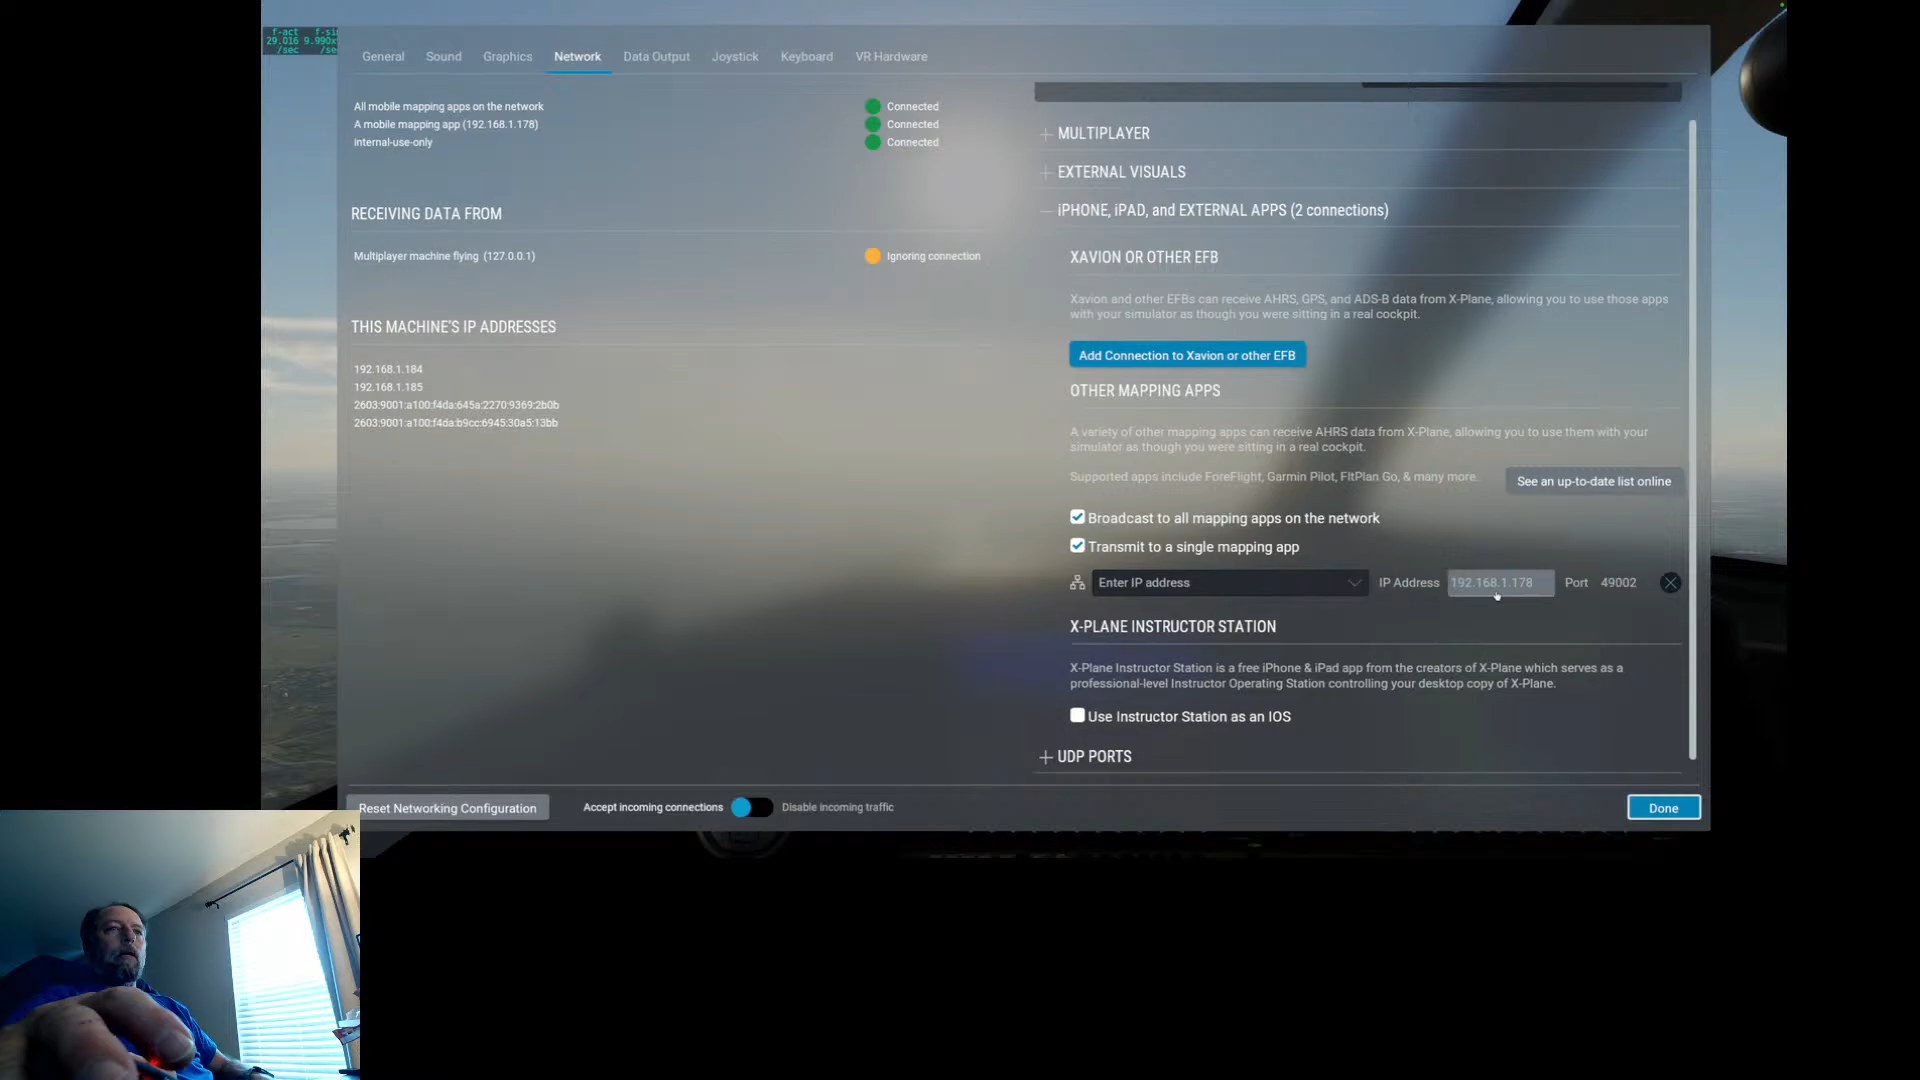 f-act f-si
29.016 9.990x
/sec /se
General Sound Graphics Network Data Output Joystick Keyboard VR Hardware
All mobile mapping apps on the network Connected
A mobile mapping app (192.168.1.178) Connected
internal-use-only Connected
RECEIVING DATA FROM
Multiplayer machine flying (127.0.0.1) Ignoring connection
THIS MACHINE'S IP ADDRESSES
192.168.1.184
192.168.1.185
2603:9001:a100:f4da:645a:2270:9369:2b0b
2603:9001:a100:f4da:b9cc:6945:30a5:13bb
MULTIPLAYER
EXTERNAL VISUALS
iPHONE, iPAD, and EXTERNAL APPS (2 connections)
XAVION OR OTHER EFB
Xavion and other EFBs can receive AHRS, GPS, and ADS-B data from X-Plane, allowing you to use those apps
with your simulator as though you were sitting in a real cockpit.
Add Connection to Xavion or other EFB
OTHER MAPPING APPS
A variety of other mapping apps can receive AHRS data from X-Plane, allowing you to use them with your
simulator as though you were sitting in a real cockpit.
Supported apps include ForeFlight, Garmin Pilot, FltPlan Go, & many more. See an up-to-date list online
Broadcast to all mapping apps on the network
Transmit to a single mapping app
Enter IP address IP Address 192.168.1.178 Port 49002
X-PLANE INSTRUCTOR STATION
X-Plane Instructor Station is a free iPhone & iPad app from the creators of X-Plane which serves as a
professional-level Instructor Operating Station controlling your desktop copy of X-Plane.
Use Instructor Station as an IOS
UDP PORTS
Reset Networking Configuration Accept incoming connections Disable incoming traffic Done